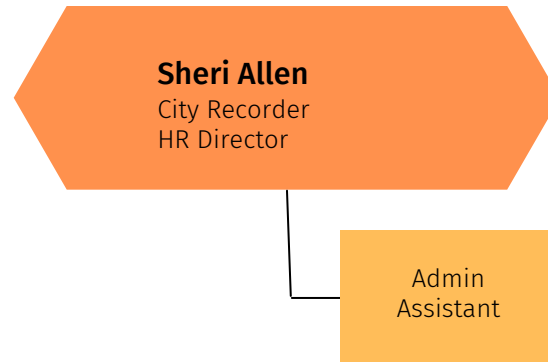 Sheri Allen
City Recorder
HR Director
Admin
Assistant